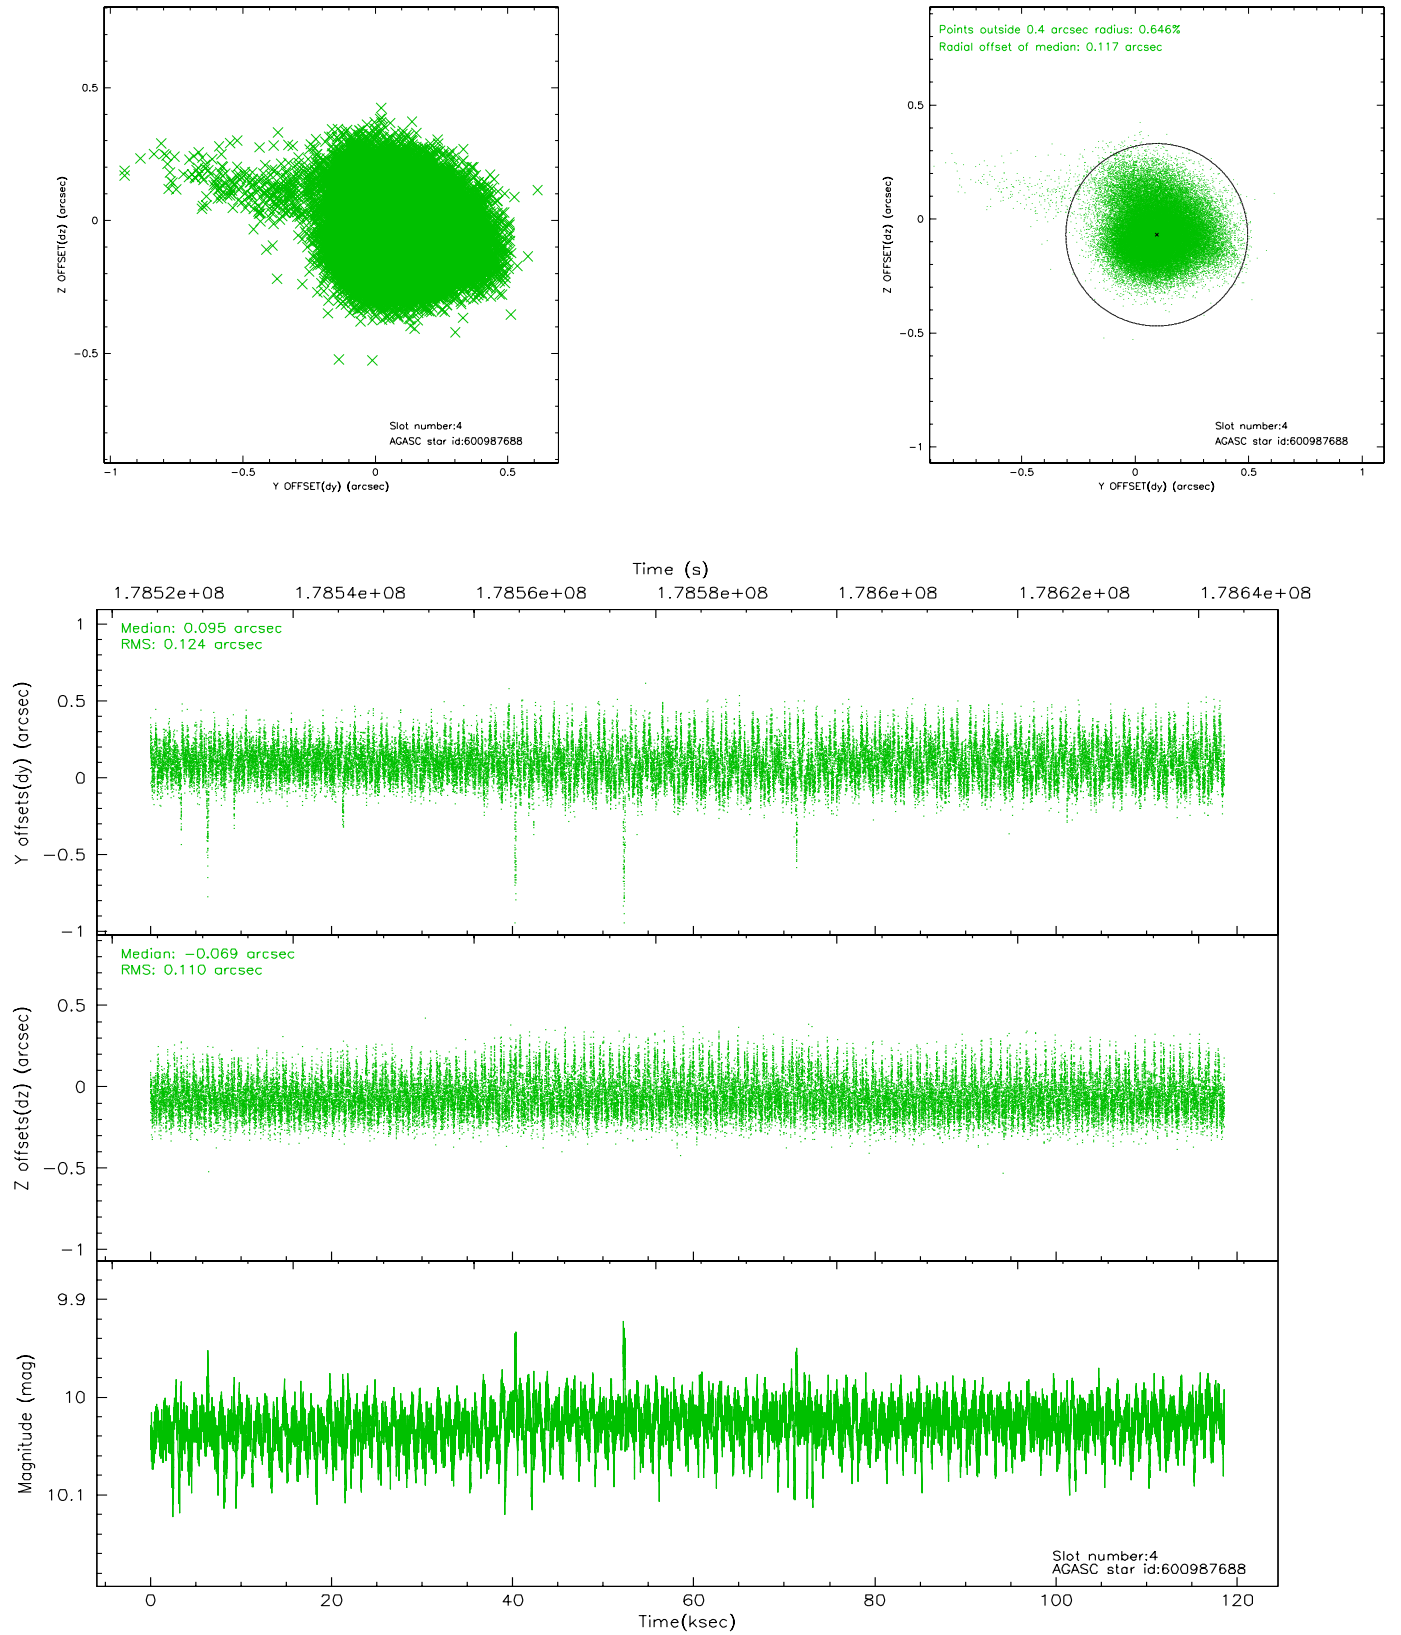 0.5
0
−0.5
Z OFFSET(dz) (arcsec)
Slot number:4
AGASC star id:600987688
−1
−0.5
0
0.5
Y OFFSET(dy) (arcsec)
Points outside 0.4 arcsec radius: 0.646%
Radial offset of median: 0.117 arcsec
0.5
0
−0.5
−1
Z OFFSET(dz) (arcsec)
Slot number:4
AGASC star id:600987688
−0.5
0
0.5
1
Y OFFSET(dy) (arcsec)
Time (s)
1.7852e+08 1.7854e+08 1.7856e+08 1.7858e+08 1.786e+08 1.7862e+08 1.7864e+08
Median: 0.095 arcsec
RMS: 0.124 arcsec
1
0.5
0
−0.5
−1
Y offsets(dy) (arcsec)
Median: −0.069 arcsec
RMS: 0.110 arcsec
0.5
0
−0.5
−1
Z offsets(dz) (arcsec)
9.9
10
10.1
Magnitude (mag)
Slot number:4
AGASC star id:600987688
0 20 40 60 80 100 120
Time(ksec)